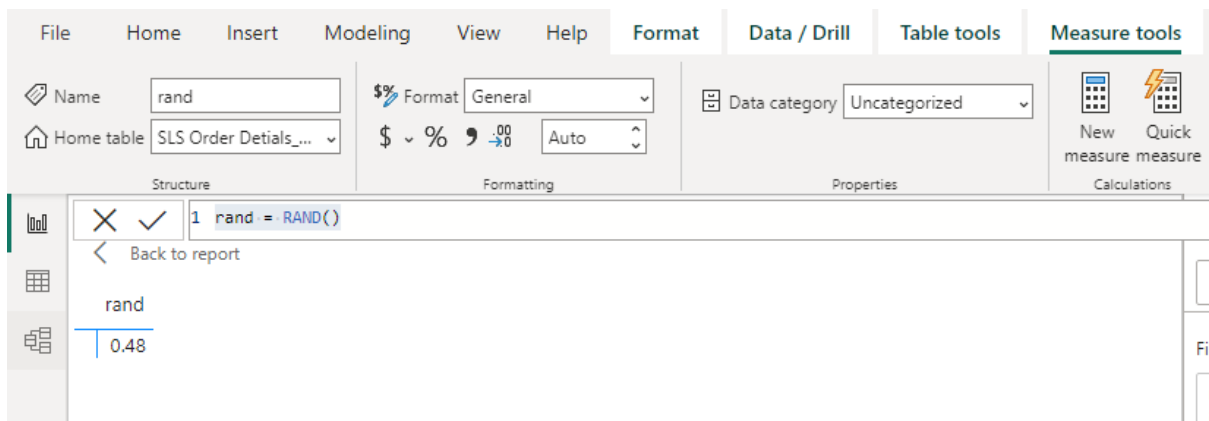 File Home Insert Modeling View Help Format Data / Drill Table tools Measure tools
Name rand
Home table SLS Order Detials_...
Structure
$% Format General
$ % 9 .00 →0 Auto
Formatting
Data category Uncategorized
Properties
New measure
Quick measure
Calculations
1 rand = RAND()
Back to report
rand
0.48
Fi